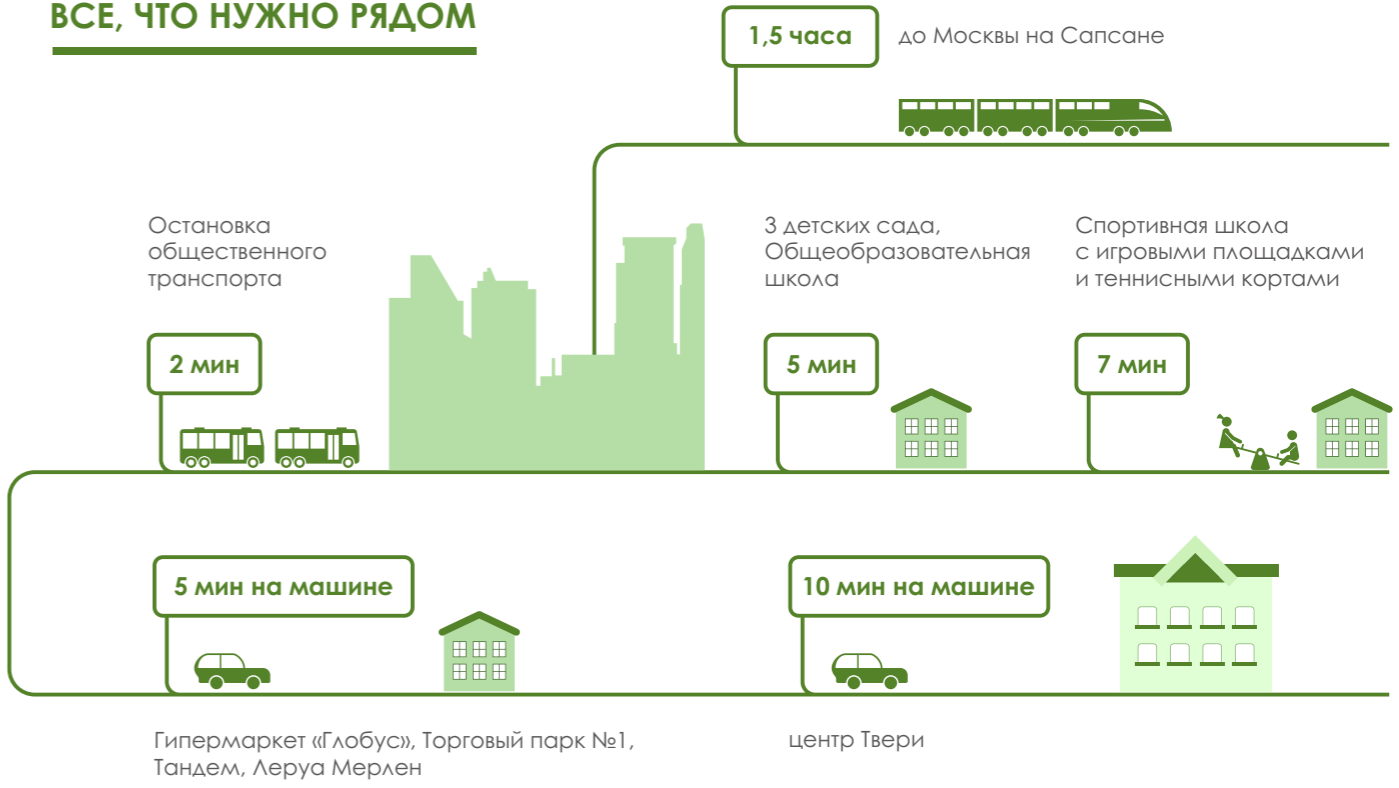 ВСЕ, ЧТО НУЖНО РЯДОМ
1,5 часа
до Москвы на Сапсане
Остановка
общественного
транспорта
2 мин
3 детских сада,
Общеобразовательная
школа
5 мин
Спортивная школа
с игровыми площадками
и теннисными кортами
7 мин
5 мин на машине
Гипермаркет «Глобус», Торговый парк №1,
Тандем, Леруа Мерлен
10 мин на машине
центр Твери